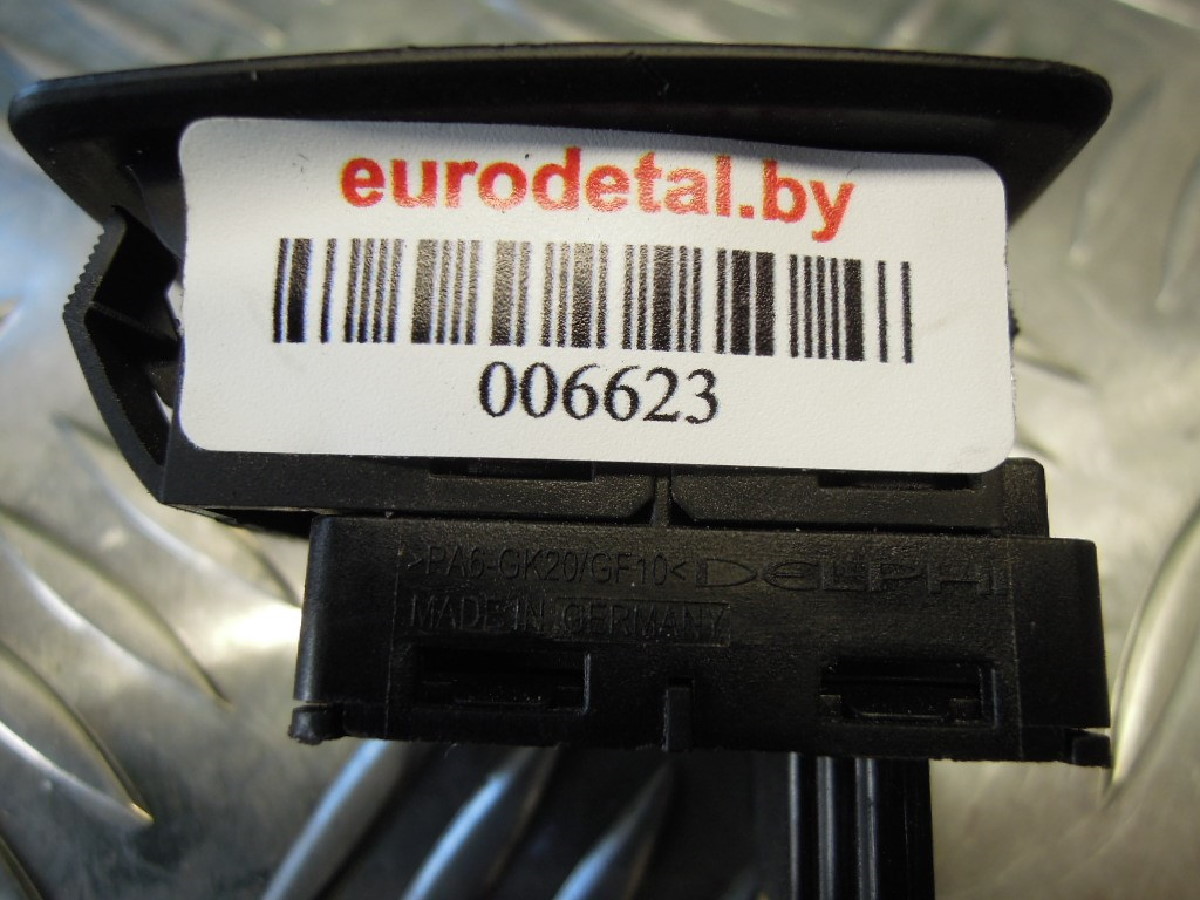 eurodetal.by
006623
>PA6-GK20/GF10< DELPHI
MADE IN GERMANY